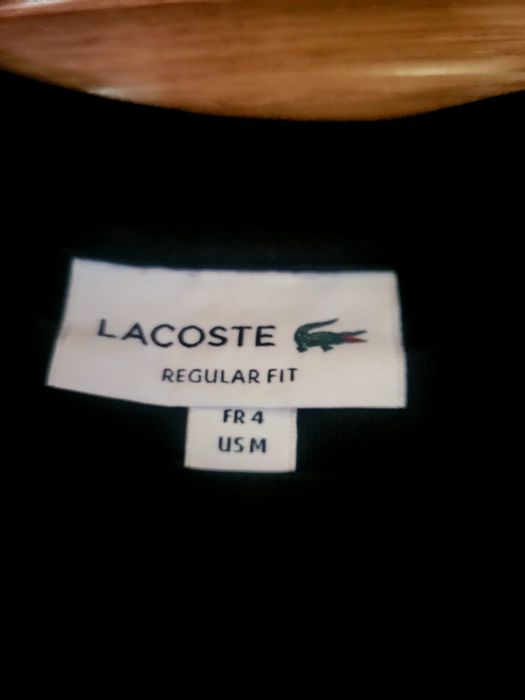 LACOSTE
REGULAR FIT
FR 4
US M